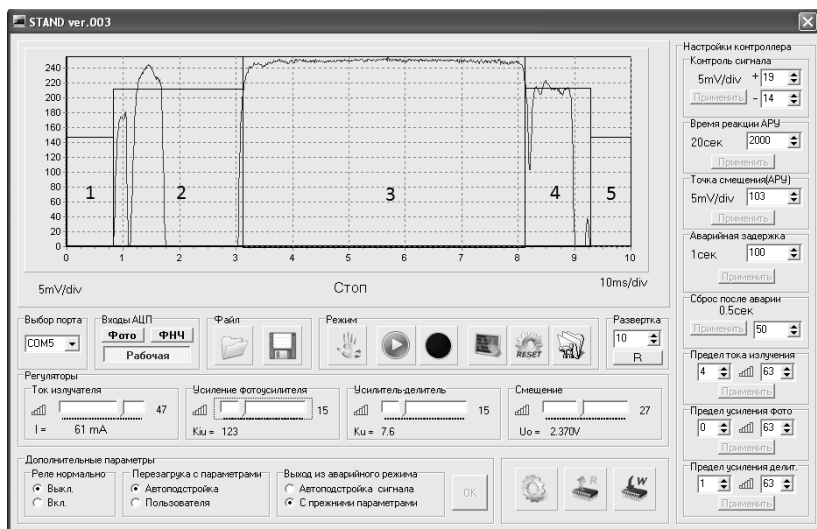 STAND ver.003
240
220
200
180
160
140
120
100
80
60
40
20
0
1 2 3 4 5
0 1 2 3 4 5 6 7 8 9 10
5mV/div Стоп 10ms/div
Выбор порта
COM5
Входы АЦП
Фото ФНЧ
Рабочая
Файл
Режим
RESET
Развертка
10
R
Регуляторы
Ток излучателя
47
I = 61 mA
Усиление фотоусилителя
15
Kiu = 123
Усилитель-делитель
15
Ku = 7.6
Смещение
27
Uo = 2.370V
Дополнительные параметры
Реле нормально
Выкл.
Вкл.
Перезагрука с параметрами
Автоподстройка
Пользователя
Выход из аварийного режима
Автоподстройка сигнала
С прежними параметрами
OK
R
W
Настройки контроллера
Контроль сигнала
5mV/div + 19
Применить - 14
Время реакции АРУ
20сек 2000
Применить
Точка смещения(АРУ)
5mV/div 103
Применить
Аварийная задержка
1сек 100
Применить
Сброс после аварии
0.5сек
Применить 50
Предел тока излучения
4 63
Применить
Предел усиления Фото
0 63
Применить
Предел усиления делит.
1 63
Применить